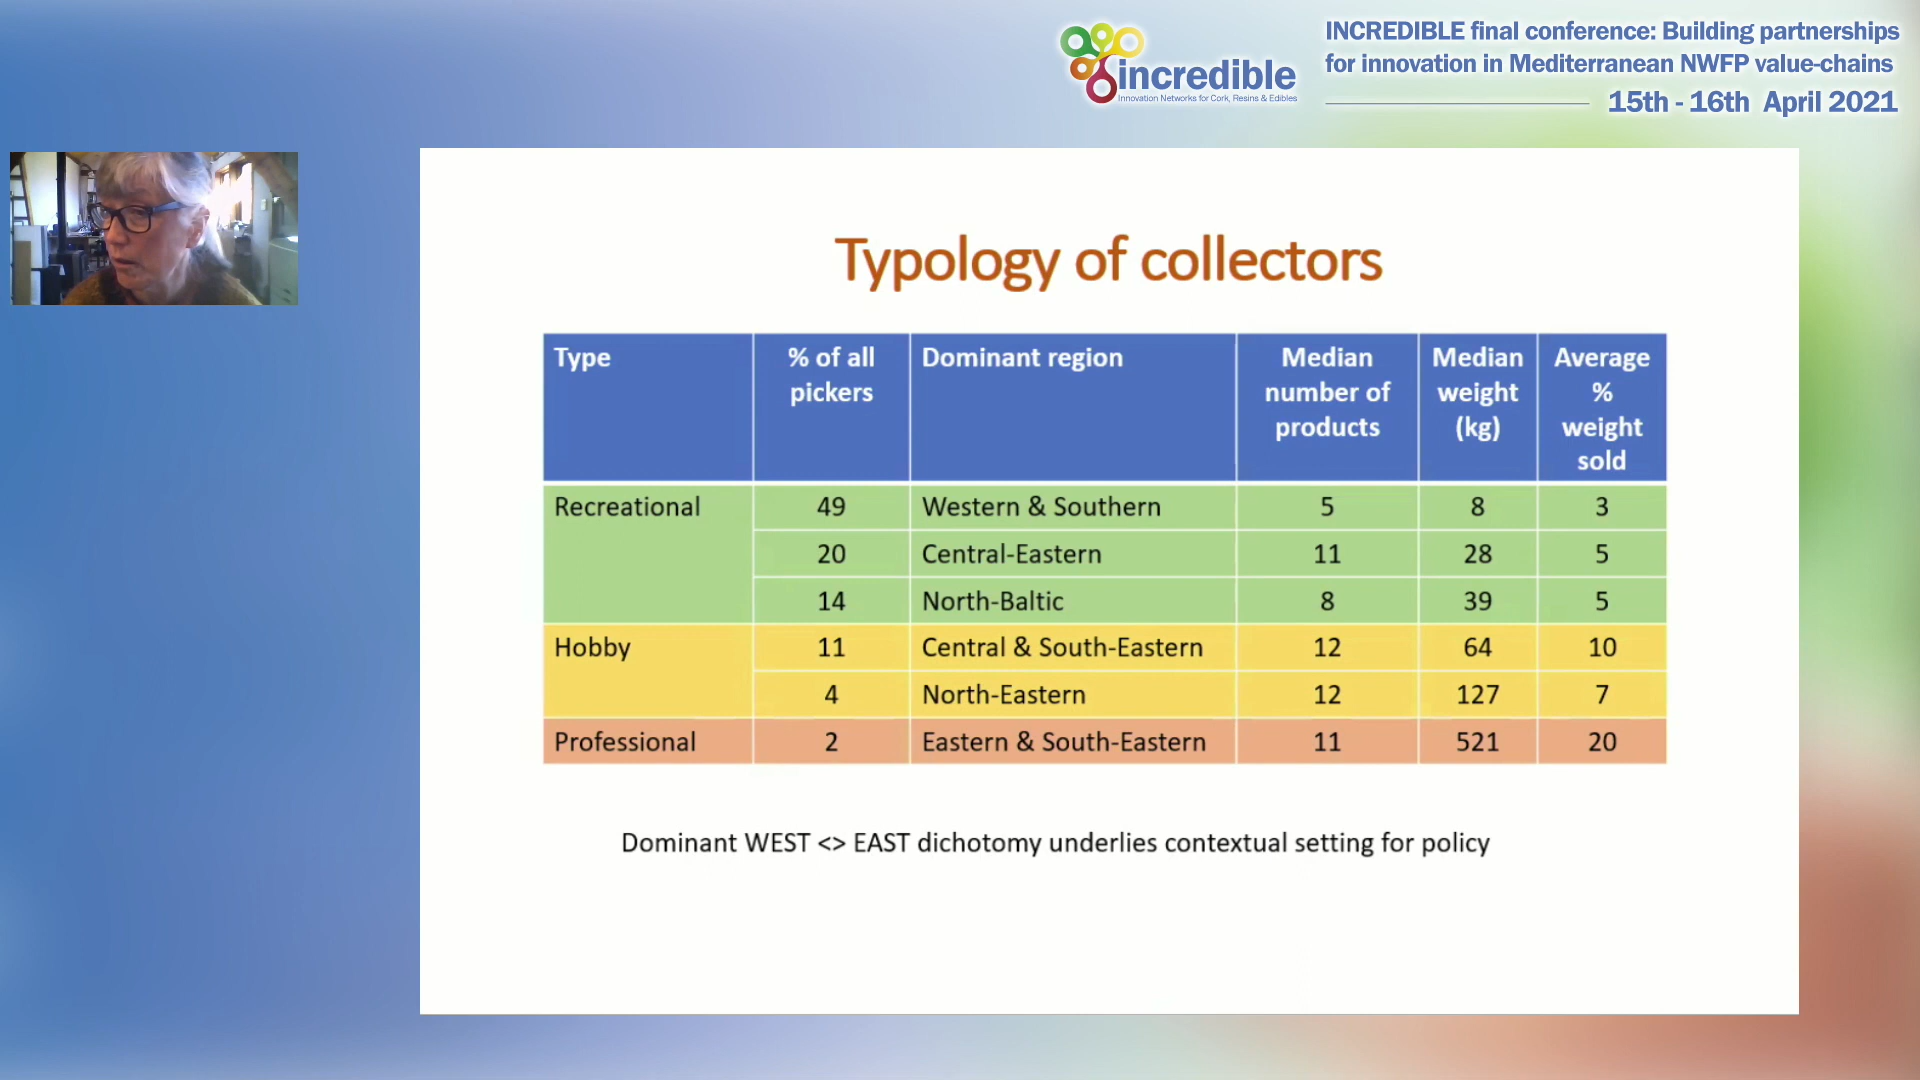 incredible
Innovation Networks for Cork, Resins & Edibles
INCREDIBLE final conference: Building partnerships
for innovation in Mediterranean NWFP value-chains
15th - 16th April 2021
Typology of collectors
Type % of all pickers Dominant region Median number of products Median weight (kg) Average % weight sold
Recreational 49 Western & Southern 5 8 3
20 Central-Eastern 11 28 5
14 North-Baltic 8 39 5
Hobby 11 Central & South-Eastern 12 64 10
4 North-Eastern 12 127 7
Professional 2 Eastern & South-Eastern 11 521 20
Dominant WEST <> EAST dichotomy underlies contextual setting for policy